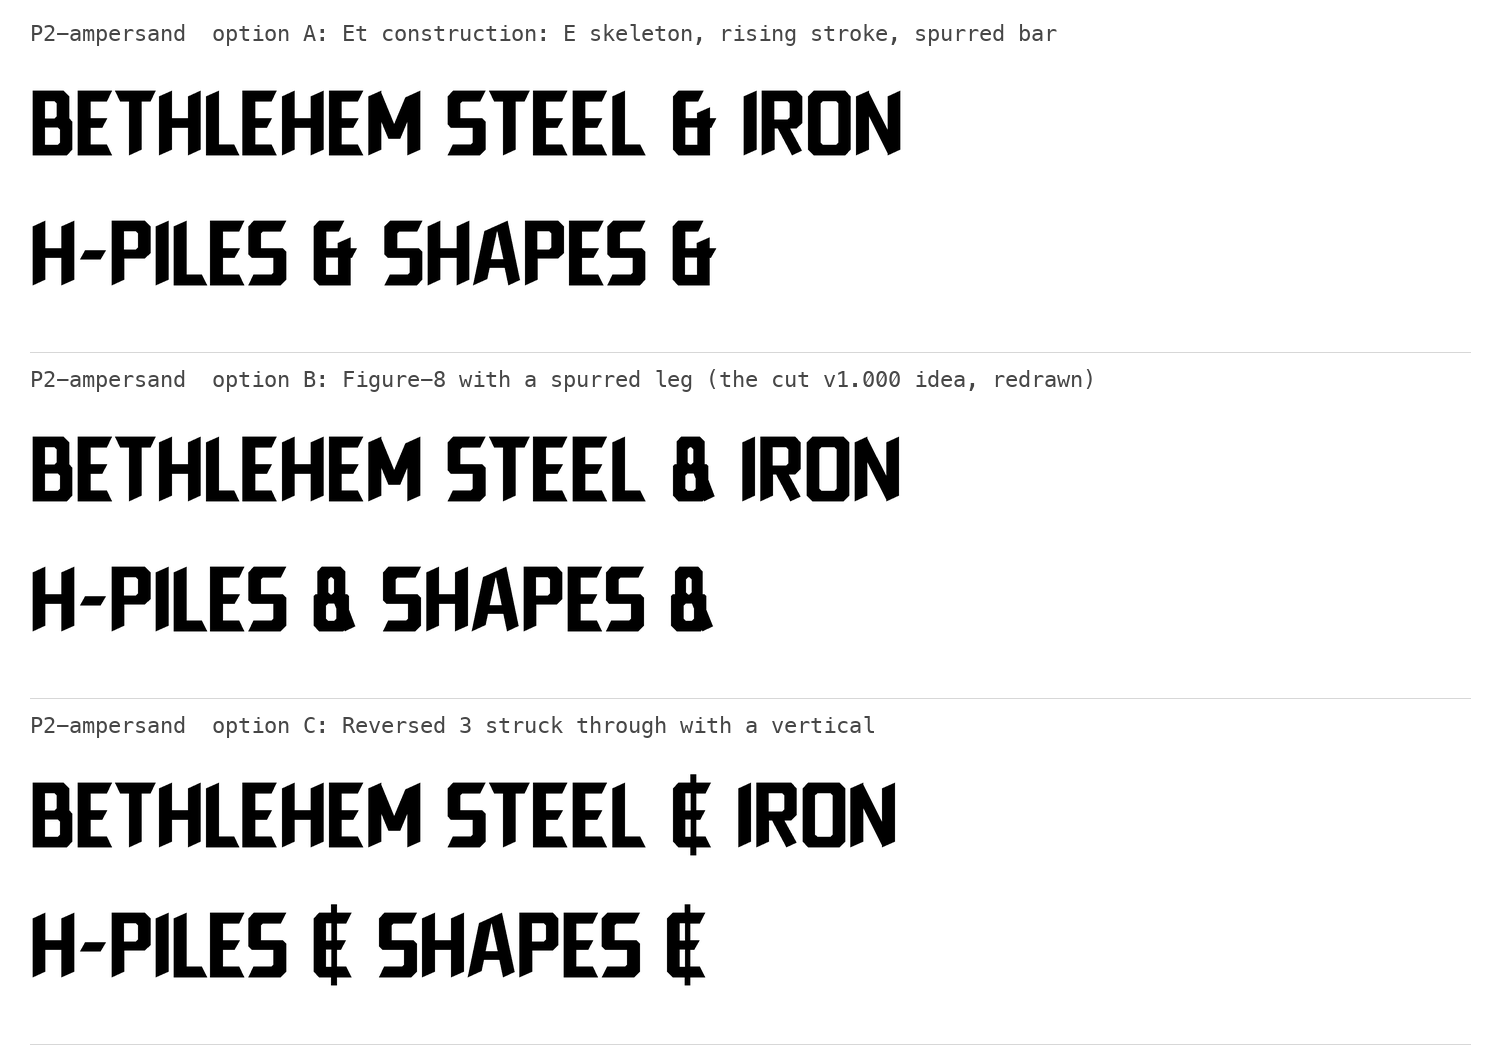 P2−ampersand  option A: Et construction: E skeleton, rising stroke, spurred bar
BETHLEHEM STEEL & IRON
H-PILES & SHAPES &
P2−ampersand  option B: Figure−8 with a spurred leg (the cut v1.000 idea, redrawn)
BETHLEHEM STEEL & IRON
H-PILES & SHAPES &
P2−ampersand  option C: Reversed 3 struck through with a vertical
BETHLEHEM STEEL & IRON
H-PILES & SHAPES &